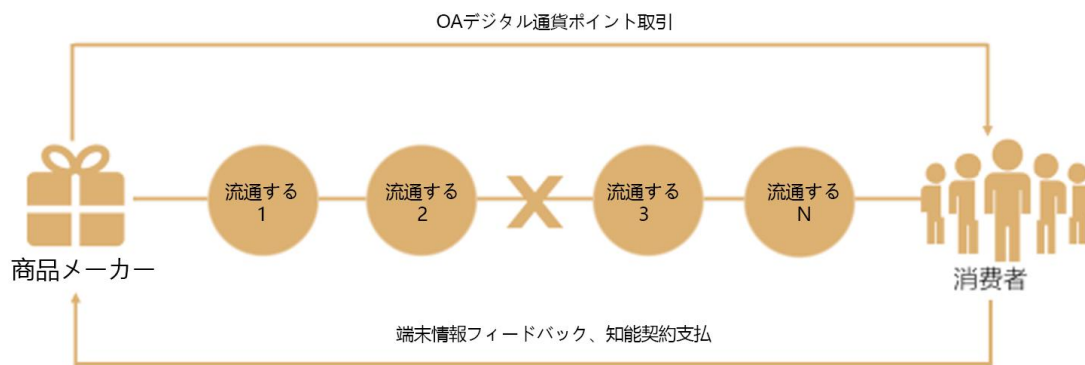 OAデジタル通貨ポイント取引
流通する
1
流通する
2
X
流通する
3
流通する
N
商品メーカー
消費者
端末情報フィードバック、知能契約支払